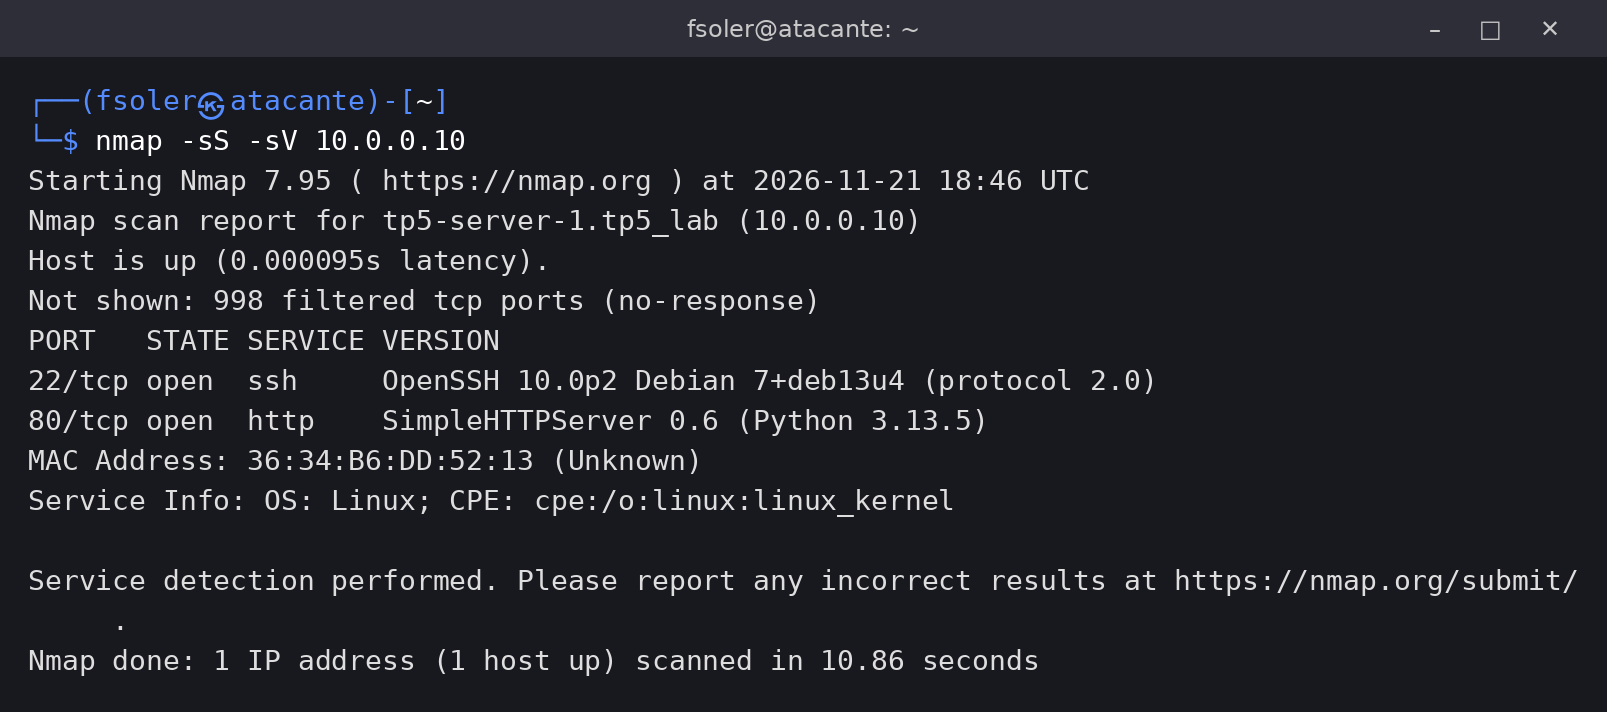 fsoler@atacante: ~
┌──(fsoler㉿atacante)-[~]
└─$ nmap -sS -sV 10.0.0.10
Starting Nmap 7.95 ( https://nmap.org ) at 2026-11-21 18:46 UTC
Nmap scan report for tp5-server-1.tp5_lab (10.0.0.10)
Host is up (0.000095s latency).
Not shown: 998 filtered tcp ports (no-response)
PORT   STATE SERVICE VERSION
22/tcp open  ssh     OpenSSH 10.0p2 Debian 7+deb13u4 (protocol 2.0)
80/tcp open  http    SimpleHTTPServer 0.6 (Python 3.13.5)
MAC Address: 36:34:B6:DD:52:13 (Unknown)
Service Info: OS: Linux; CPE: cpe:/o:linux:linux_kernel

Service detection performed. Please report any incorrect results at https://nmap.org/submit/
     .
Nmap done: 1 IP address (1 host up) scanned in 10.86 seconds